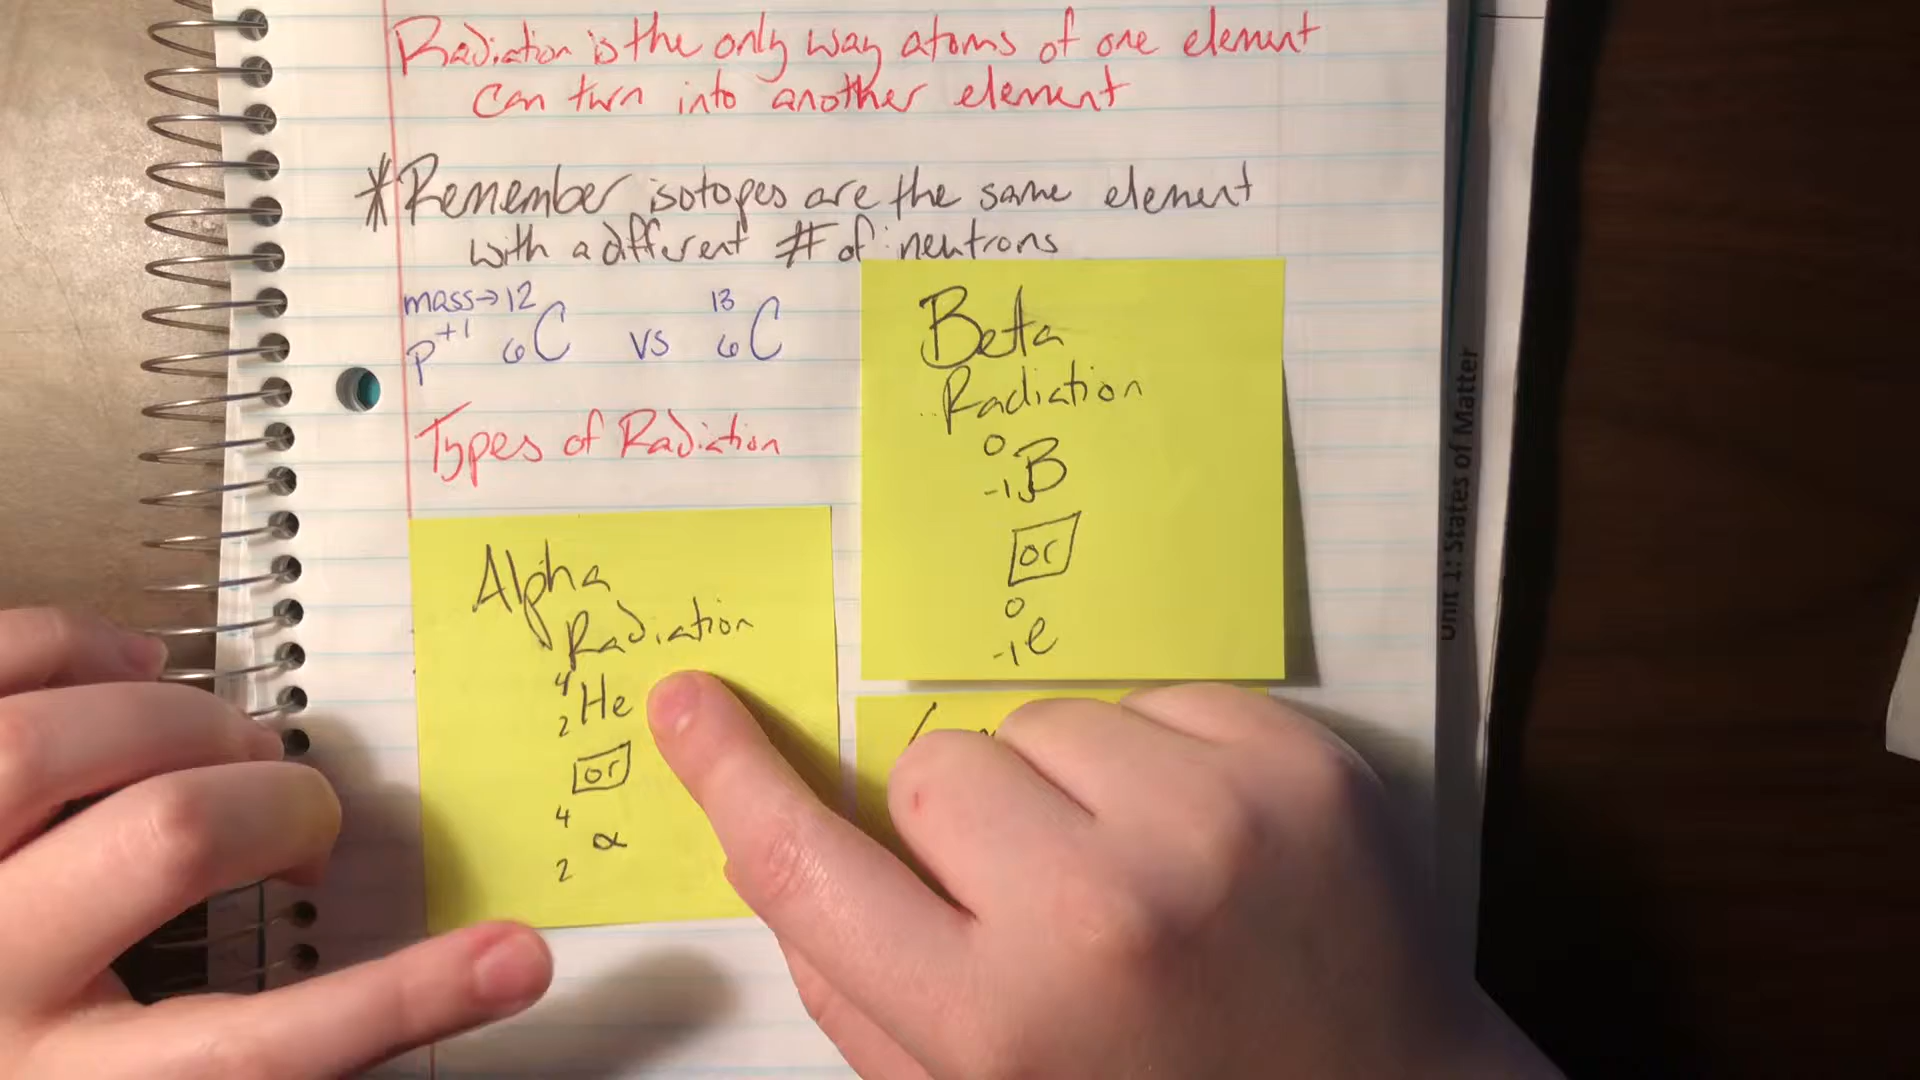 Radiation is the only way atoms of one element
can turn into another element
*Remember isotopes are the same element
with a different # of neutrons
mass→ 12 13
p+1 6C vs 6C
Types of Radiation
Alpha
Radiation
4
2He
or
4
α
2
Beta
Radiation
0
-1B
or
0
-1e
Unit 1: States of Matter